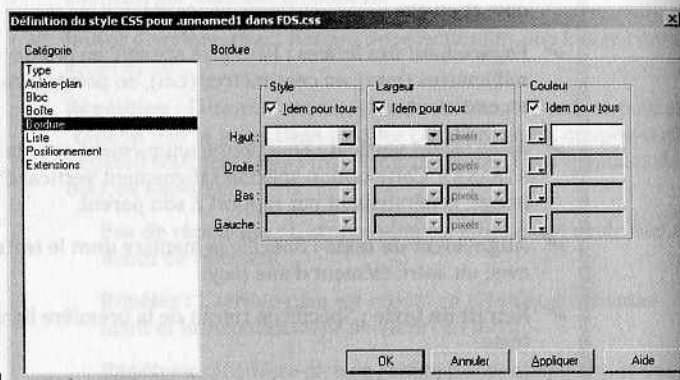 Définition du style CSS pour .unnamed1 dans FDS.css
Catégorie
Type
Arrière-plan
Bloc
Boîte
Bordure
Liste
Positionnement
Extensions
Bordure
Style Largeur Couleur
Idem pour tous Idem pour tous Idem pour tous
Haut : pixels
Droite : pixels
Bas : pixels
Gauche : pixels
OK Annuler Appliquer Aide